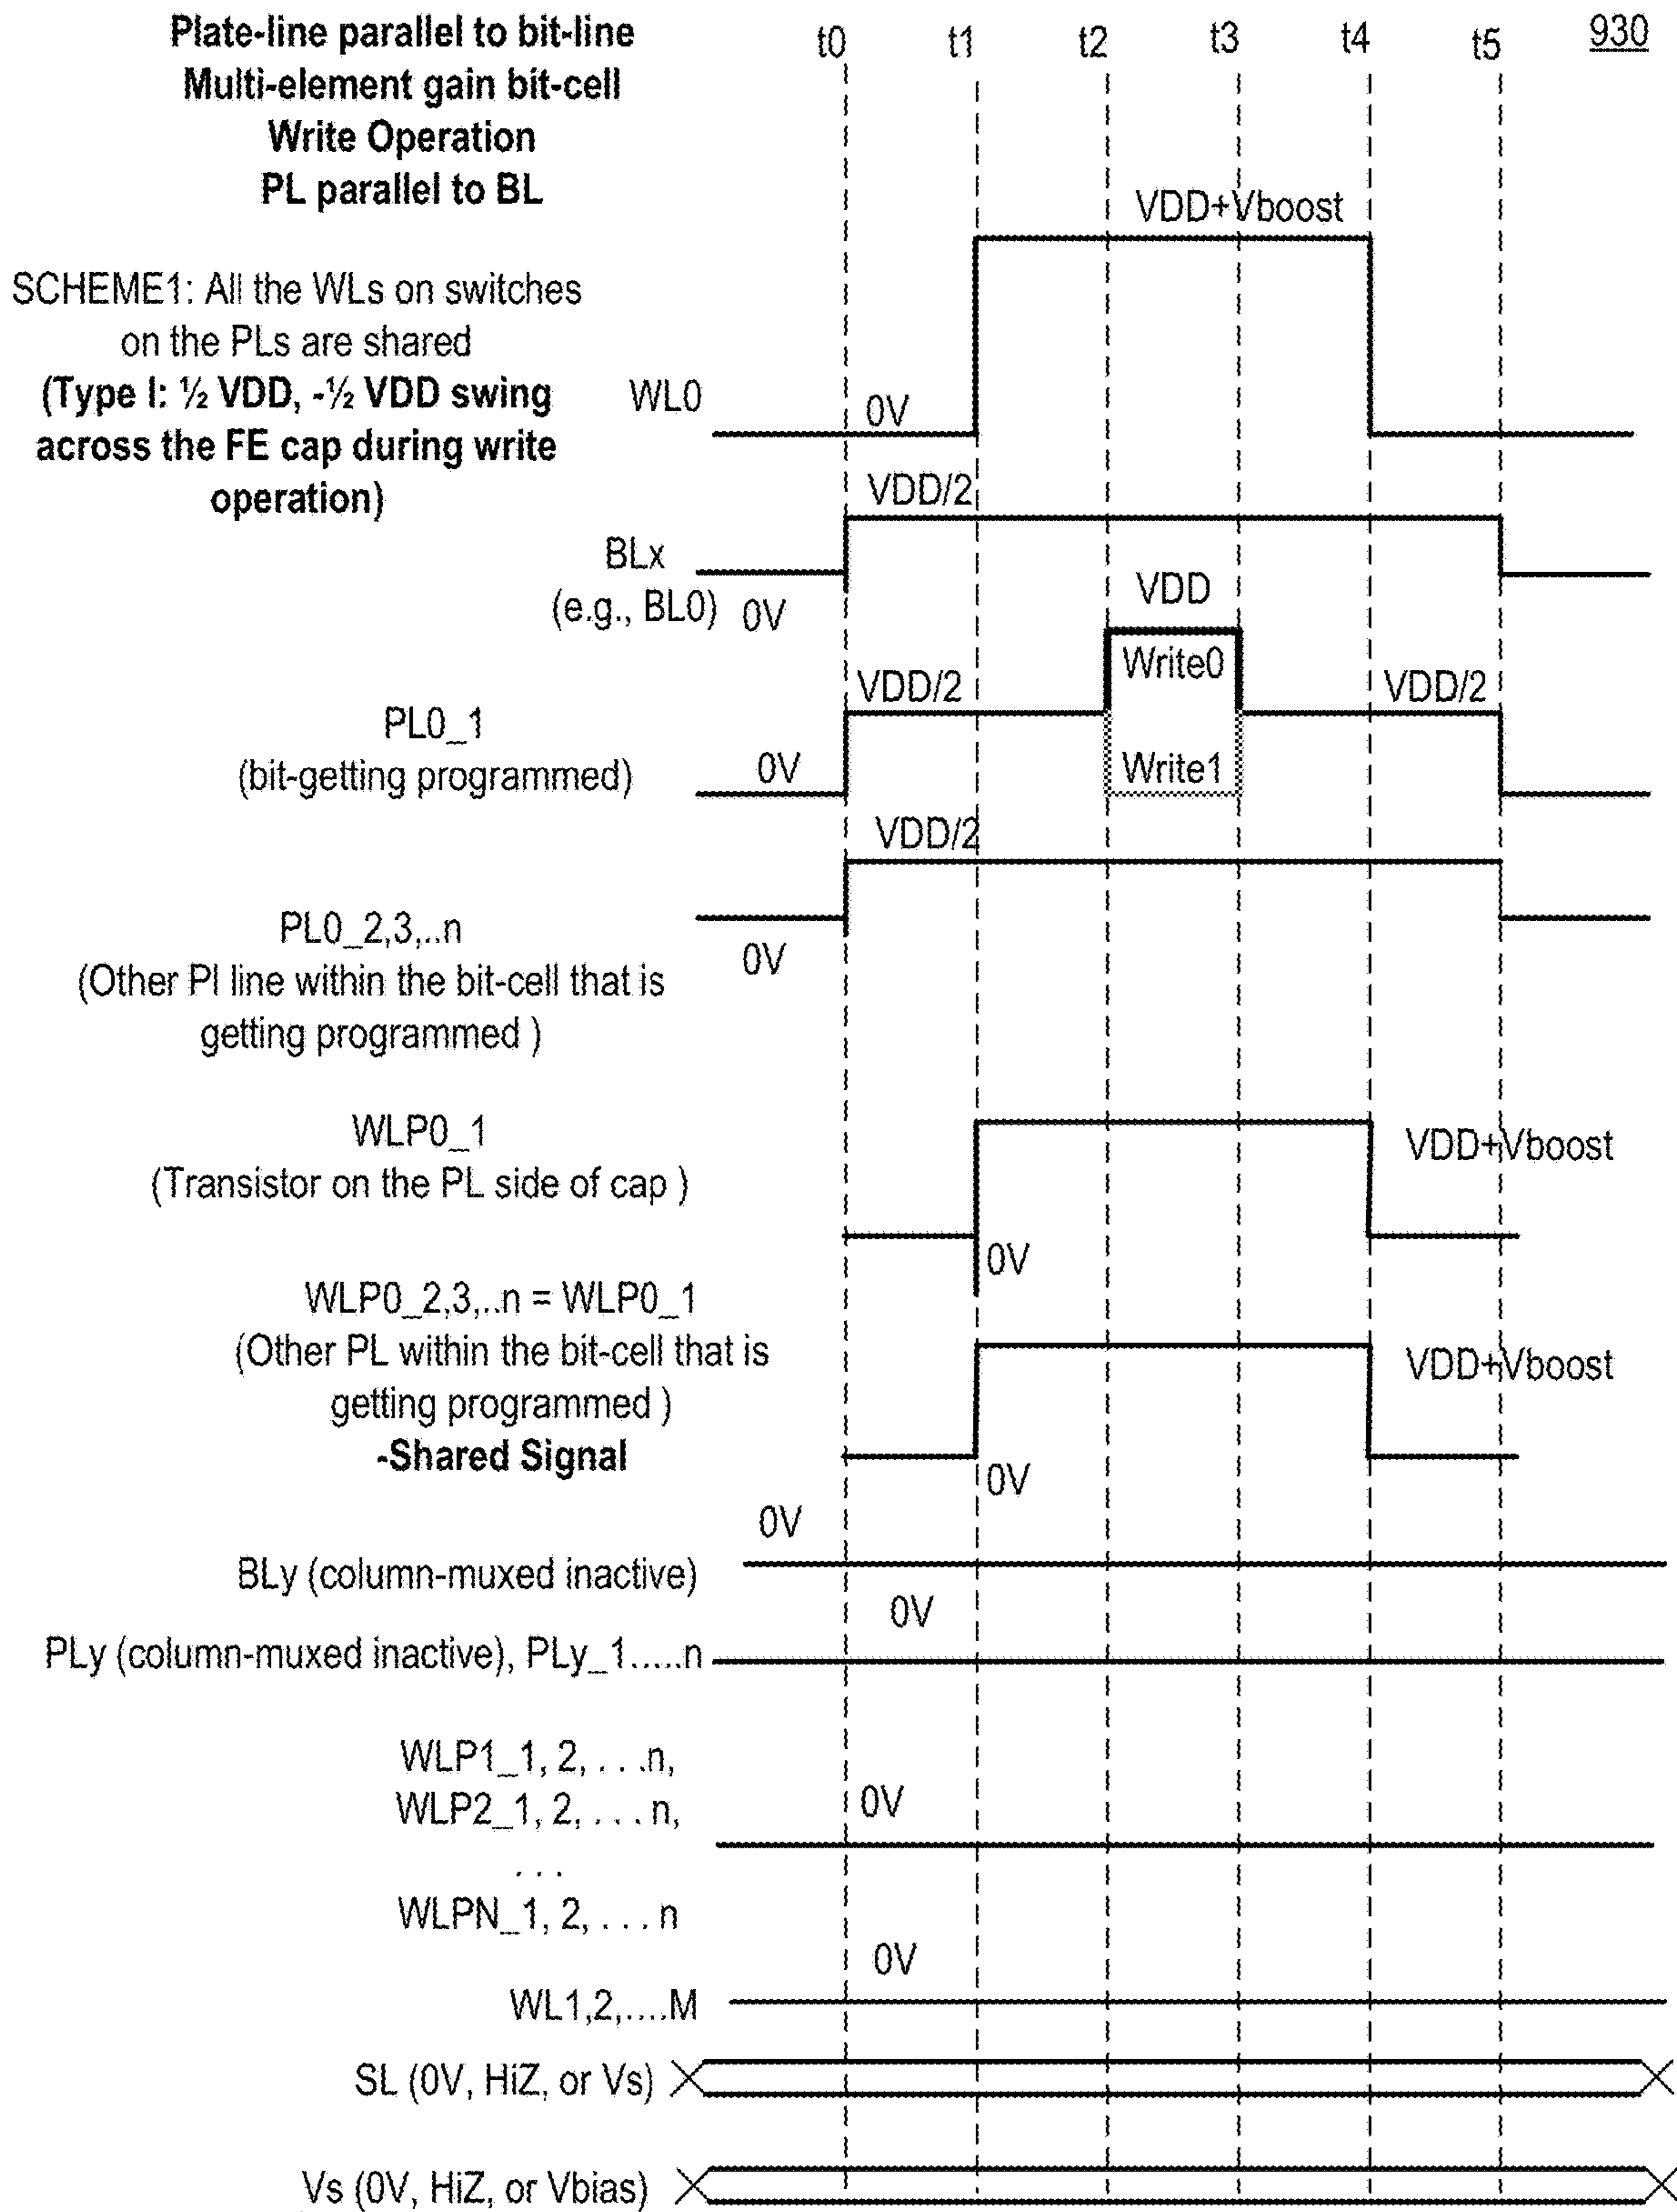 Plate-line parallel to bit-line
Multi-element gain bit-cell
Write Operation
PL parallel to BL
t0 t1 t2 t3 t4 t5 930
VDD+Vboost
SCHEME1: All the WLs on switches
on the PLs are shared
(Type I: ½ VDD, -½ VDD swing
across the FE cap during write
operation)
WL0 0V
VDD/2
BLx
(e.g., BL0) 0V
VDD
Write0
VDD/2 VDD/2
PL0_1
(bit-getting programmed) 0V
Write1
VDD/2
PL0_2,3,..n
(Other Pl line within the bit-cell that is
getting programmed )
0V
WLP0_1
(Transistor on the PL side of cap )
VDD+Vboost
0V
WLP0_2,3,..n = WLP0_1
(Other PL within the bit-cell that is
getting programmed )
-Shared Signal
VDD+Vboost
0V
0V
BLy (column-muxed inactive)
0V
PLy (column-muxed inactive), PLy_1.....n
WLP1_1, 2, . . .n,
WLP2_1, 2, . . . n,
. . .
WLPN_1, 2, . . . n
0V
0V
WL1,2,....M
SL (0V, HiZ, or Vs)
Vs (0V, HiZ, or Vbias)